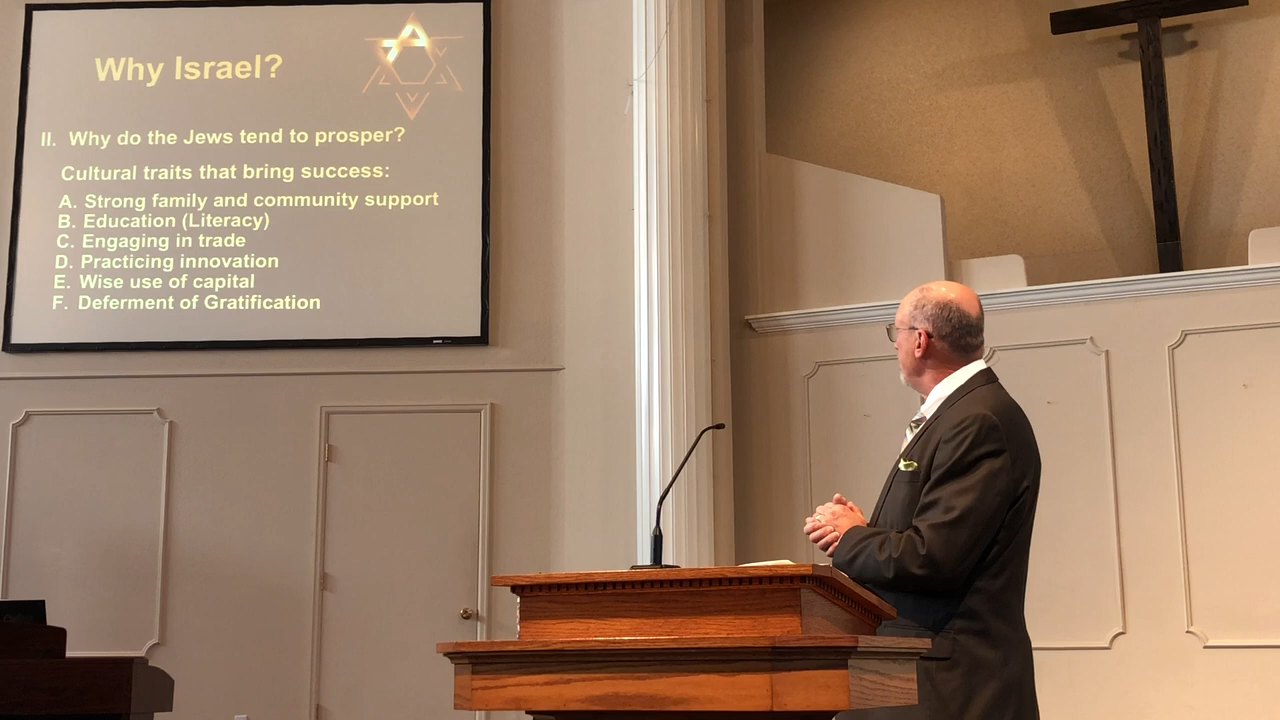 Why Israel?
II. Why do the Jews tend to prosper?
Cultural traits that bring success:
A. Strong family and community support
B. Education (Literacy)
C. Engaging in trade
D. Practicing innovation
E. Wise use of capital
F. Deferment of Gratification